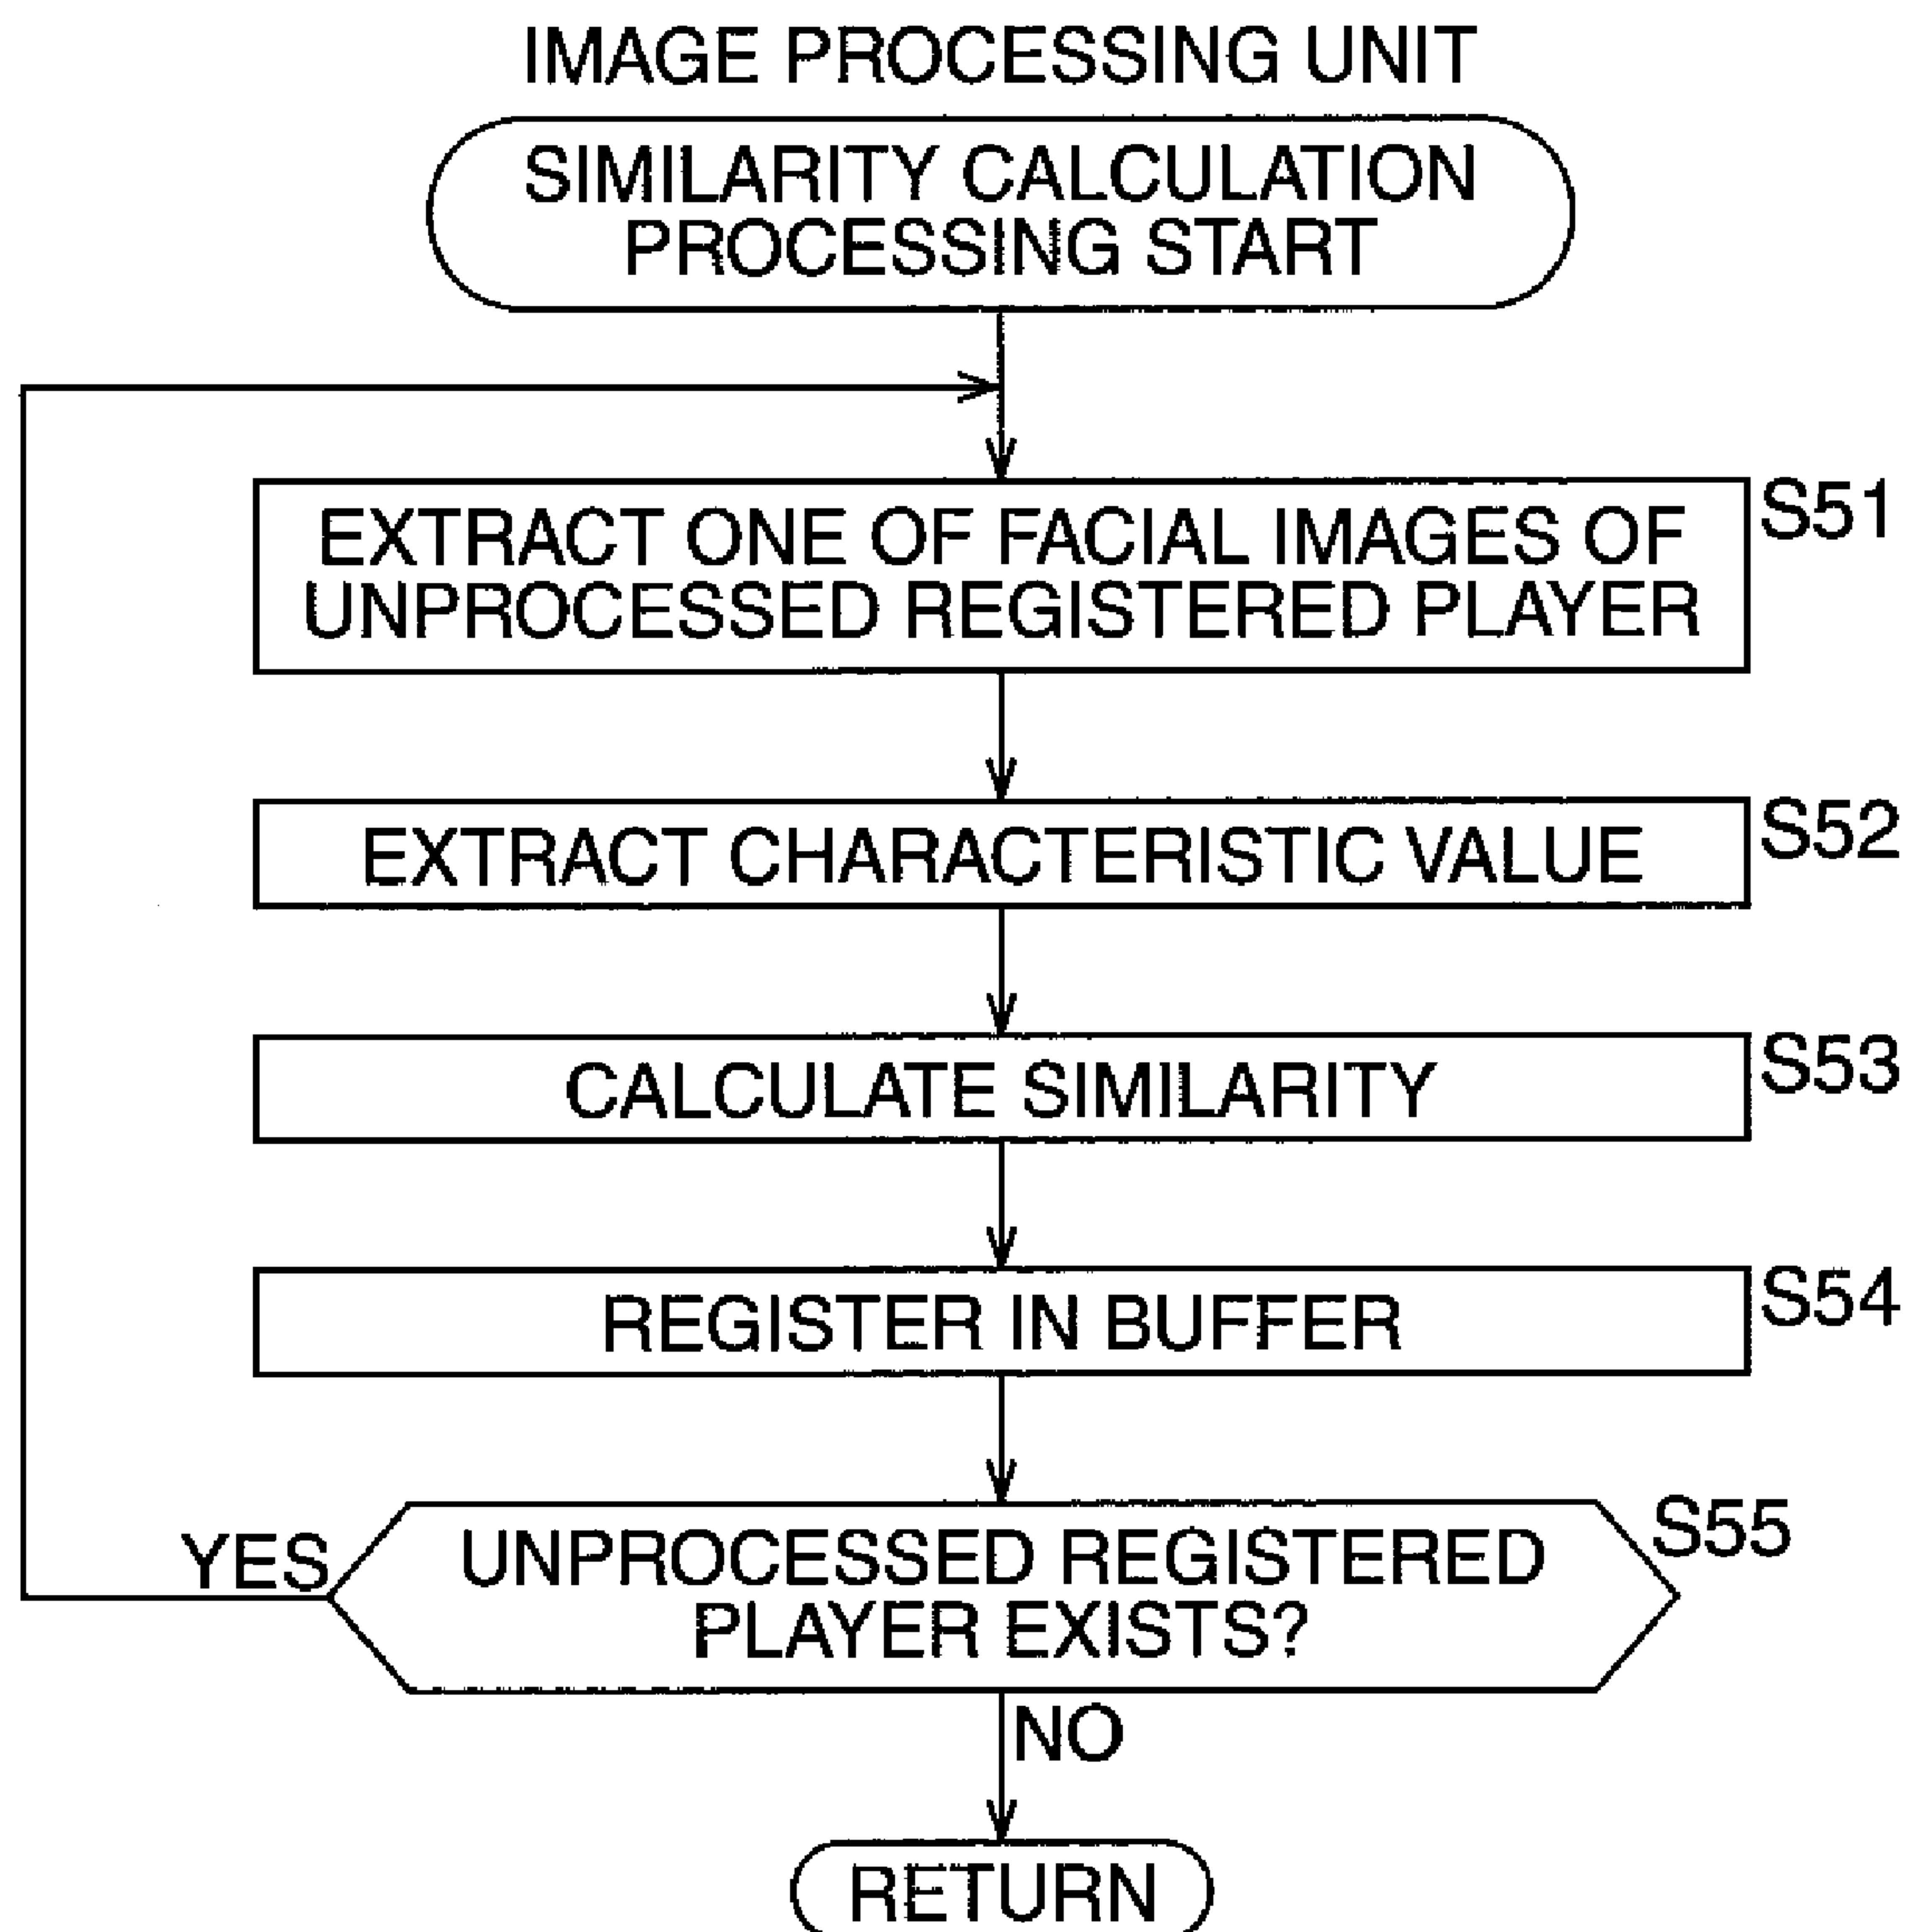 IMAGE PROCESSING UNIT
SIMILARITY CALCULATION
PROCESSING START
EXTRACT ONE OF FACIAL IMAGES OF
UNPROCESSED REGISTERED PLAYER
S51
EXTRACT CHARACTERISTIC VALUE
S52
CALCULATE SIMILARITY
S53
REGISTER IN BUFFER
S54
UNPROCESSED REGISTERED
PLAYER EXISTS?
S55
YES
NO
RETURN